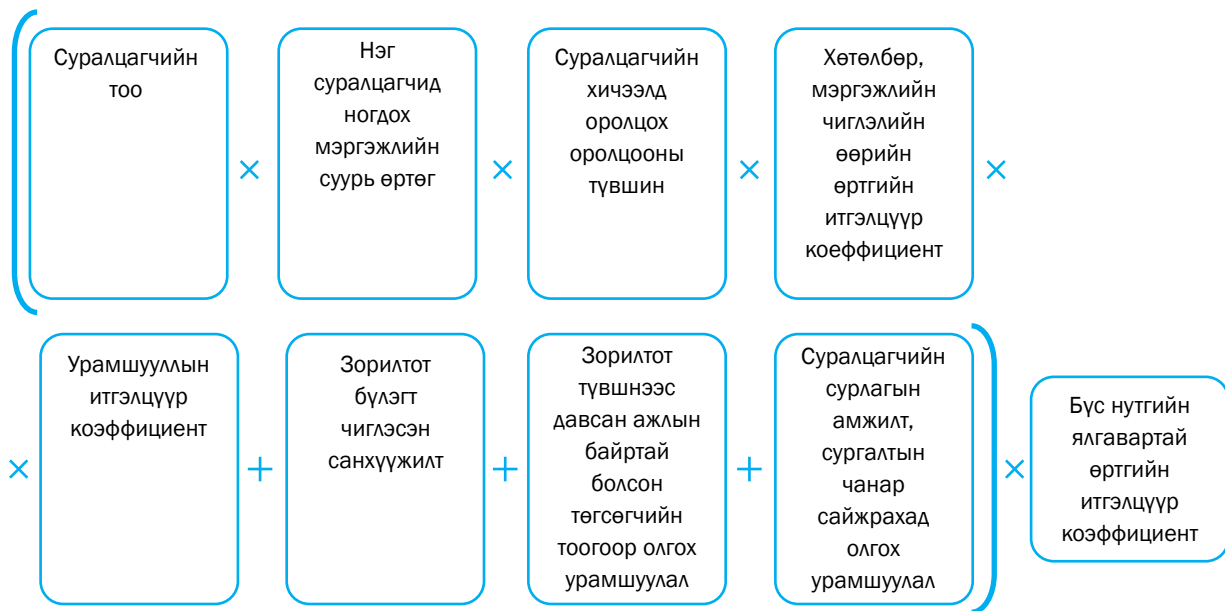 Суралцагчийн
тоо
×
Нэг
суралцагчид
ногдох
мэргэжлийн
суурь өртөг
×
Суралцагчийн
хичээлд
оролцох
оролцооны
түвшин
×
Хөтөлбөр,
мэргэжлийн
чиглэлийн
өөрийн
өртгийн
итгэлцүүр
коеффициент
×
×
Урамшууллын
итгэлцүүр
коэффициент
+
Зорилтот
бүлэгт
чиглэсэн
санхүүжилт
+
Зорилтот
түвшнээс
давсан ажлын
байртай
болсон
төгсөгчийн
тоогоор олгох
урамшуулал
+
Суралцагчийн
сурлагын
амжилт,
сургалтын
чанар
сайжрахад
олгох
урамшуулал
×
Бүс нутгийн
ялгавартай
өртгийн
итгэлцүүр
коэффициент